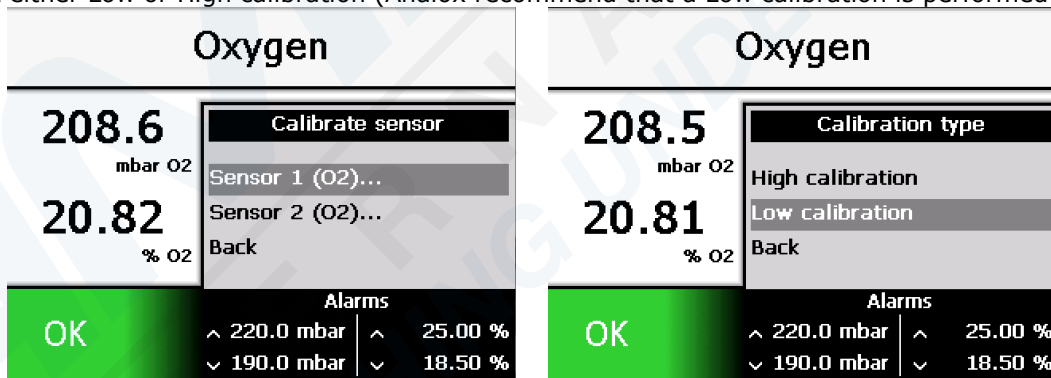 either Low or High calibration (Analox recommend that a Low calibration is performed
Oxygen
208.6
mbar O2
20.82
% O2
Calibrate sensor
Sensor 1 (O2)...
Sensor 2 (O2)...
Back
OK
Alarms
^ 220.0 mbar ^ 25.00 %
v 190.0 mbar v 18.50 %
Oxygen
208.5
mbar O2
20.81
% O2
Calibration type
High calibration
Low calibration
Back
OK
Alarms
^ 220.0 mbar ^ 25.00 %
v 190.0 mbar v 18.50 %